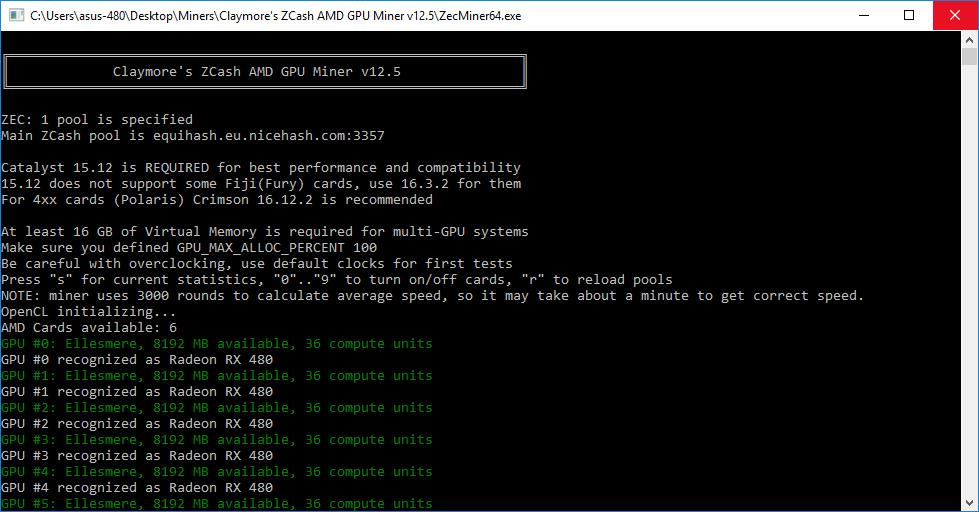 C:\Users\asus-480\Desktop\Miners\Claymore's ZCash AMD GPU Miner v12.5\ZecMiner64.exe
Claymore's ZCash AMD GPU Miner v12.5
ZEC: 1 pool is specified
Main ZCash pool is equihash.eu.nicehash.com:3357
Catalyst 15.12 is REQUIRED for best performance and compatibility
15.12 does not support some Fiji(Fury) cards, use 16.3.2 for them
For 4xx cards (Polaris) Crimson 16.12.2 is recommended
At least 16 GB of Virtual Memory is required for multi-GPU systems
Make sure you defined GPU_MAX_ALLOC_PERCENT 100
Be careful with overclocking, use default clocks for first tests
Press "s" for current statistics, "0".."9" to turn on/off cards, "r" to reload pools
NOTE: miner uses 3000 rounds to calculate average speed, so it may take about a minute to get correct speed.
OpenCL initializing...
AMD Cards available: 6
GPU #0: Ellesmere, 8192 MB available, 36 compute units
GPU #0 recognized as Radeon RX 480
GPU #1: Ellesmere, 8192 MB available, 36 compute units
GPU #1 recognized as Radeon RX 480
GPU #2: Ellesmere, 8192 MB available, 36 compute units
GPU #2 recognized as Radeon RX 480
GPU #3: Ellesmere, 8192 MB available, 36 compute units
GPU #3 recognized as Radeon RX 480
GPU #4: Ellesmere, 8192 MB available, 36 compute units
GPU #4 recognized as Radeon RX 480
GPU #5: Ellesmere, 8192 MB available, 36 compute units